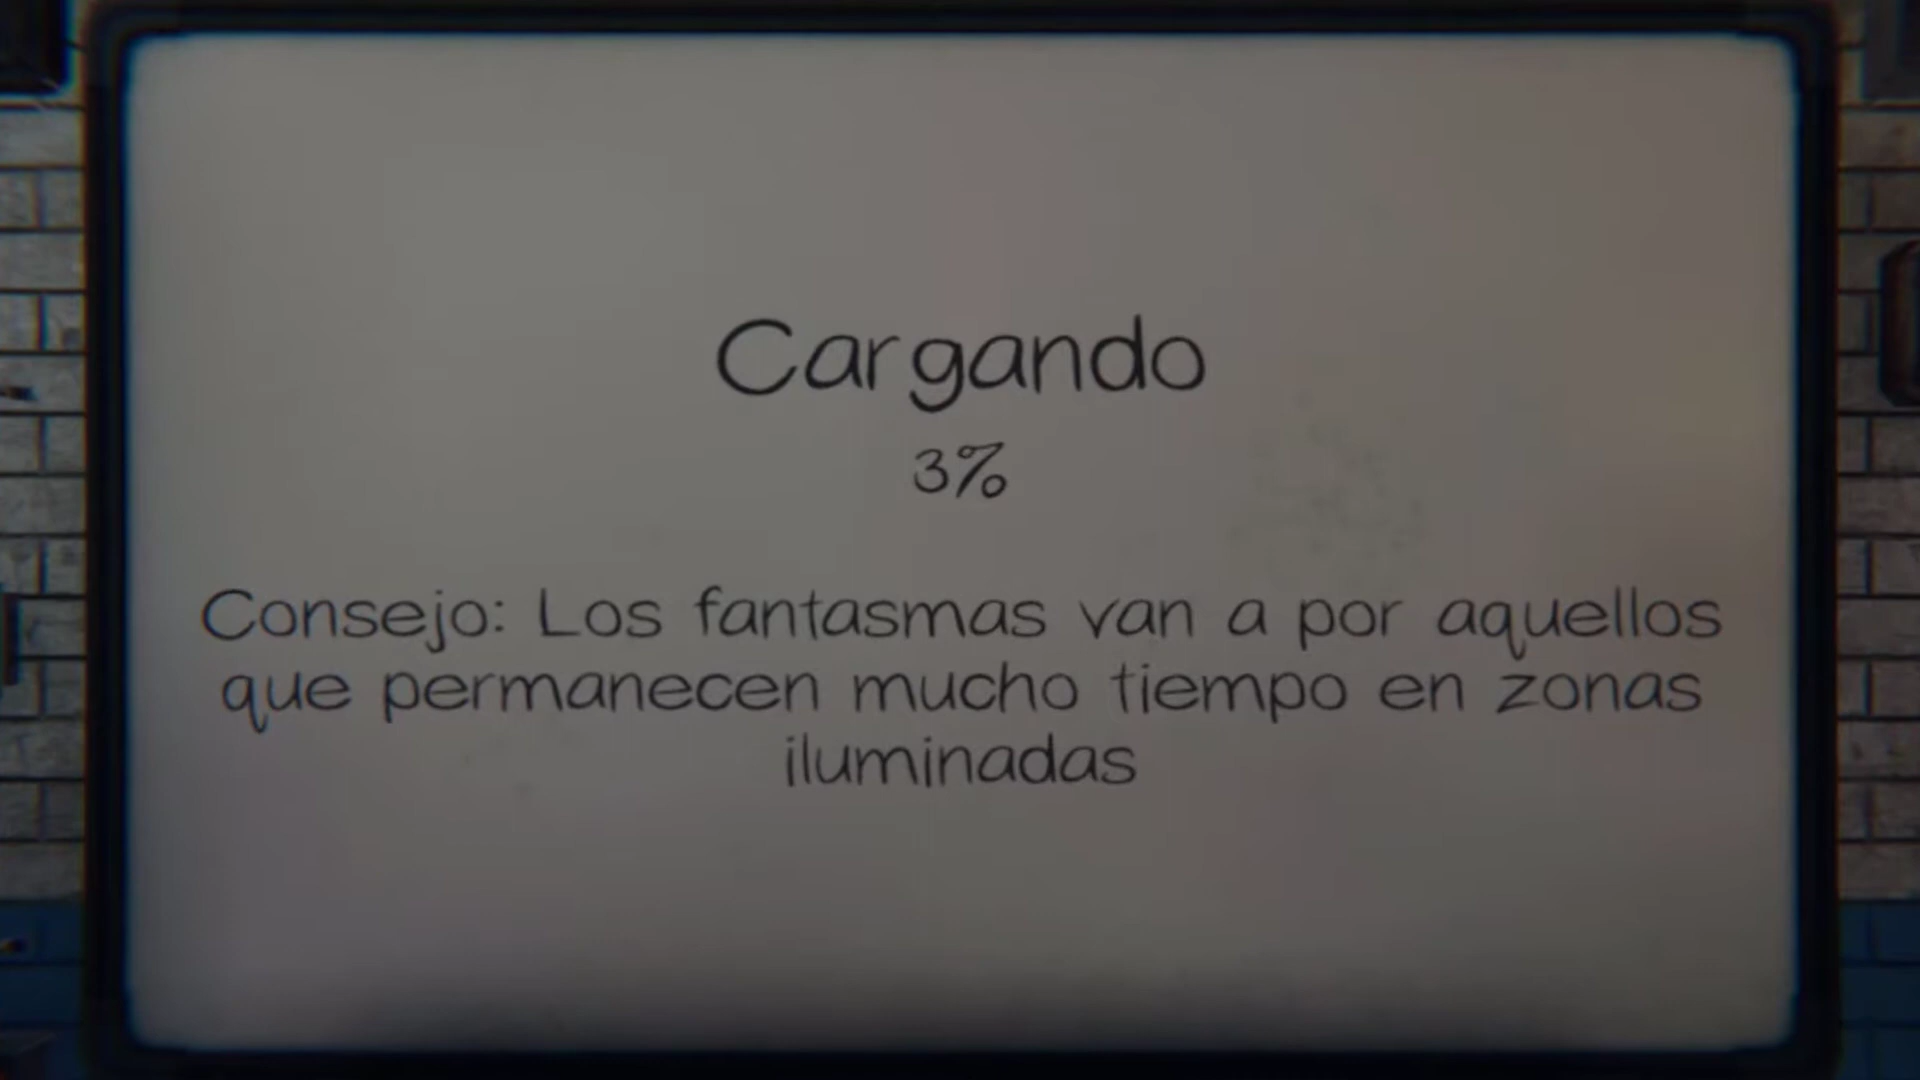 Cargando
3%
Consejo: Los fantasmas van a por aquellos
que permanecen mucho tiempo en zonas
iluminadas